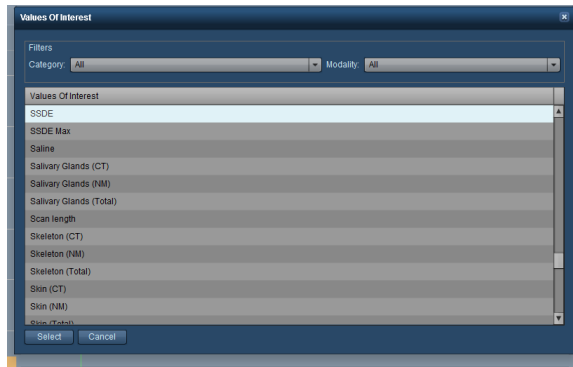 Values Of Interest
Filters
Category: All Modality: All
Values Of Interest
SSDE
SSDE Max
Saline
Salivary Glands (CT)
Salivary Glands (NM)
Salivary Glands (Total)
Scan length
Skeleton (CT)
Skeleton (NM)
Skeleton (Total)
Skin (CT)
Skin (NM)
Skin (Total)
Select Cancel